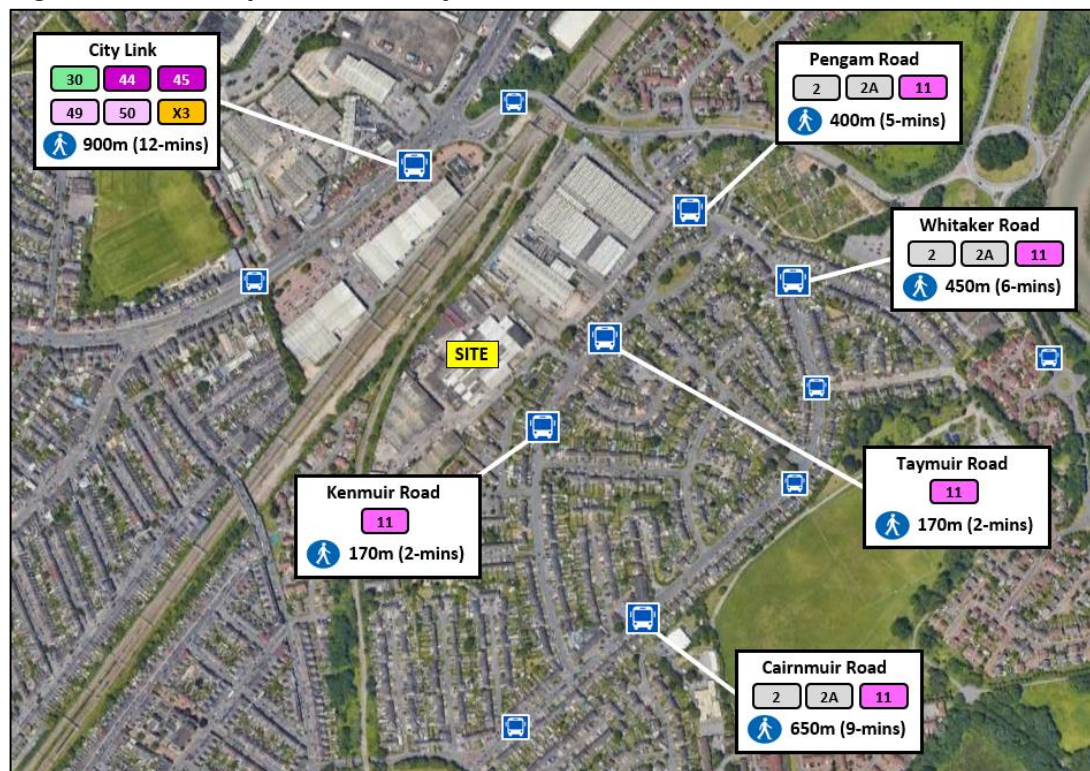 City Link
30 44 45
49 50 X3
900m (12-mins)
Pengam Road
2 2A 11
400m (5-mins)
Whitaker Road
2 2A 11
450m (6-mins)
SITE
Kenmuir Road
11
170m (2-mins)
Taymuir Road
11
170m (2-mins)
Cairnmuir Road
2 2A 11
650m (9-mins)